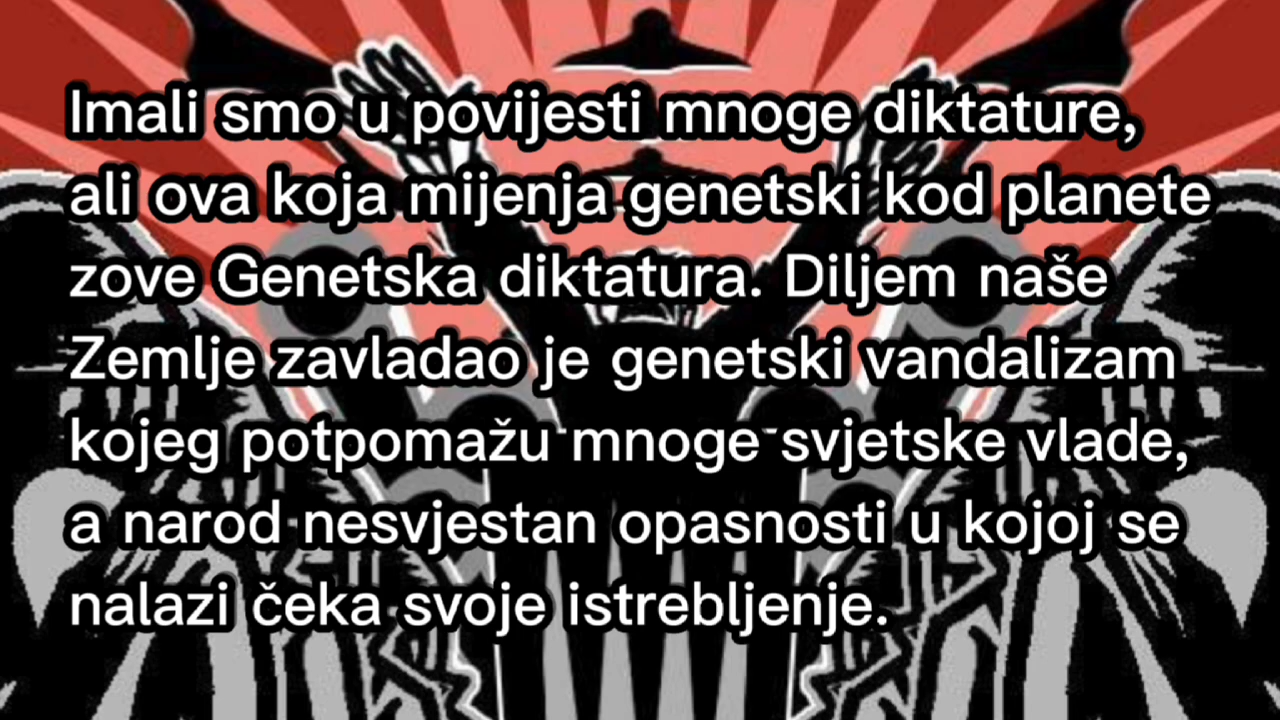 Imali smo u povijesti mnoge diktature,
ali ova koja mijenja genetski kod planete
zove Genetska diktatura. Diljem naše
Zemlje zavladao je genetski vandalizam
kojeg potpomažu mnoge svjetske vlade,
a narod nesvjestan opasnosti u kojoj se
nalazi čeka svoje istrebljenje.